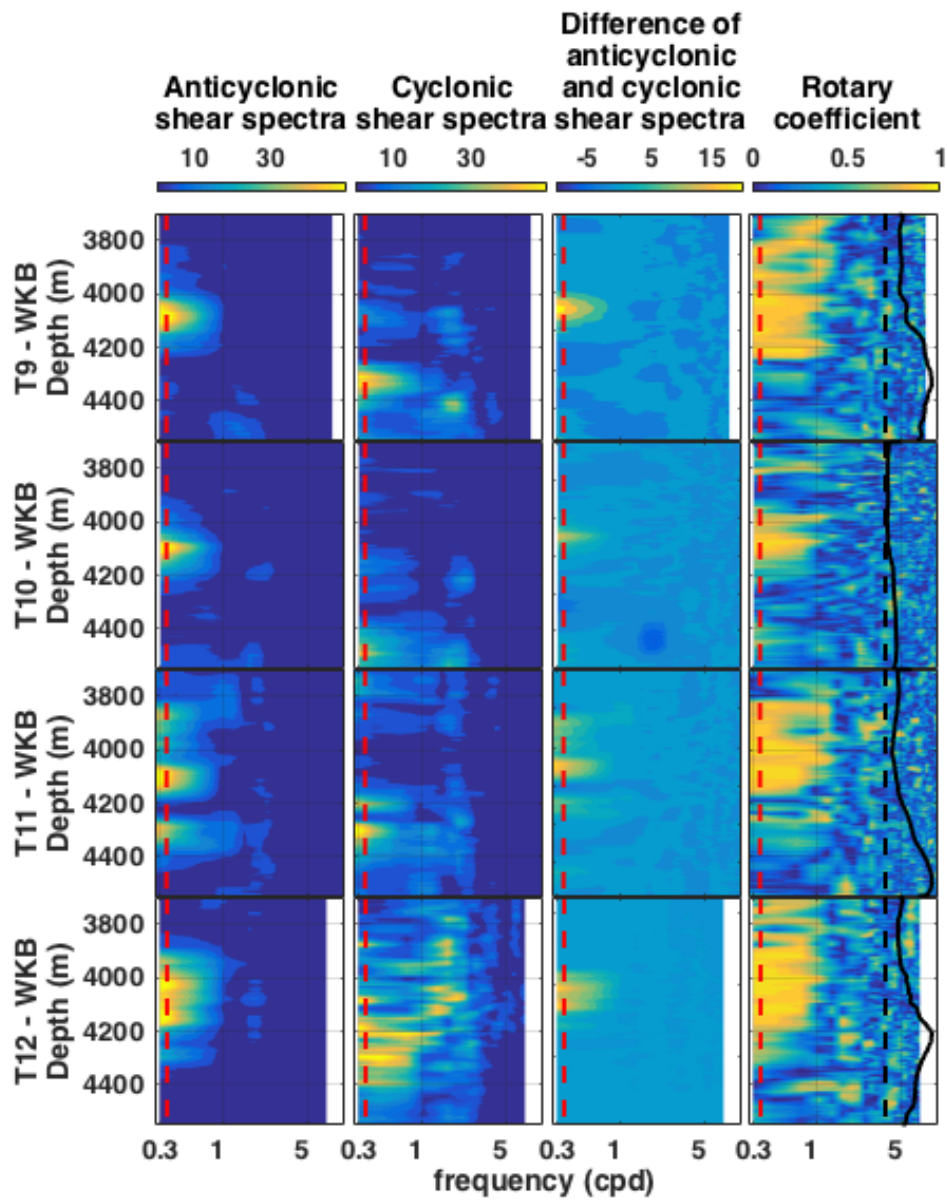 Difference of
anticyclonic
and cyclonic
shear spectra
Anticyclonic
shear spectra
Cyclonic
shear spectra
Rotary
coefficient
10 30 10 30 -5 5 15 0 0.5 1
T9 - WKB
Depth (m)
3800
4000
4200
4400
T10 - WKB
Depth (m)
3800
4000
4200
4400
T11 - WKB
Depth (m)
3800
4000
4200
4400
T12 - WKB
Depth (m)
3800
4000
4200
4400
0.3 1 5 0.3 1 5 0.3 1 5 0.3 1 5
frequency (cpd)